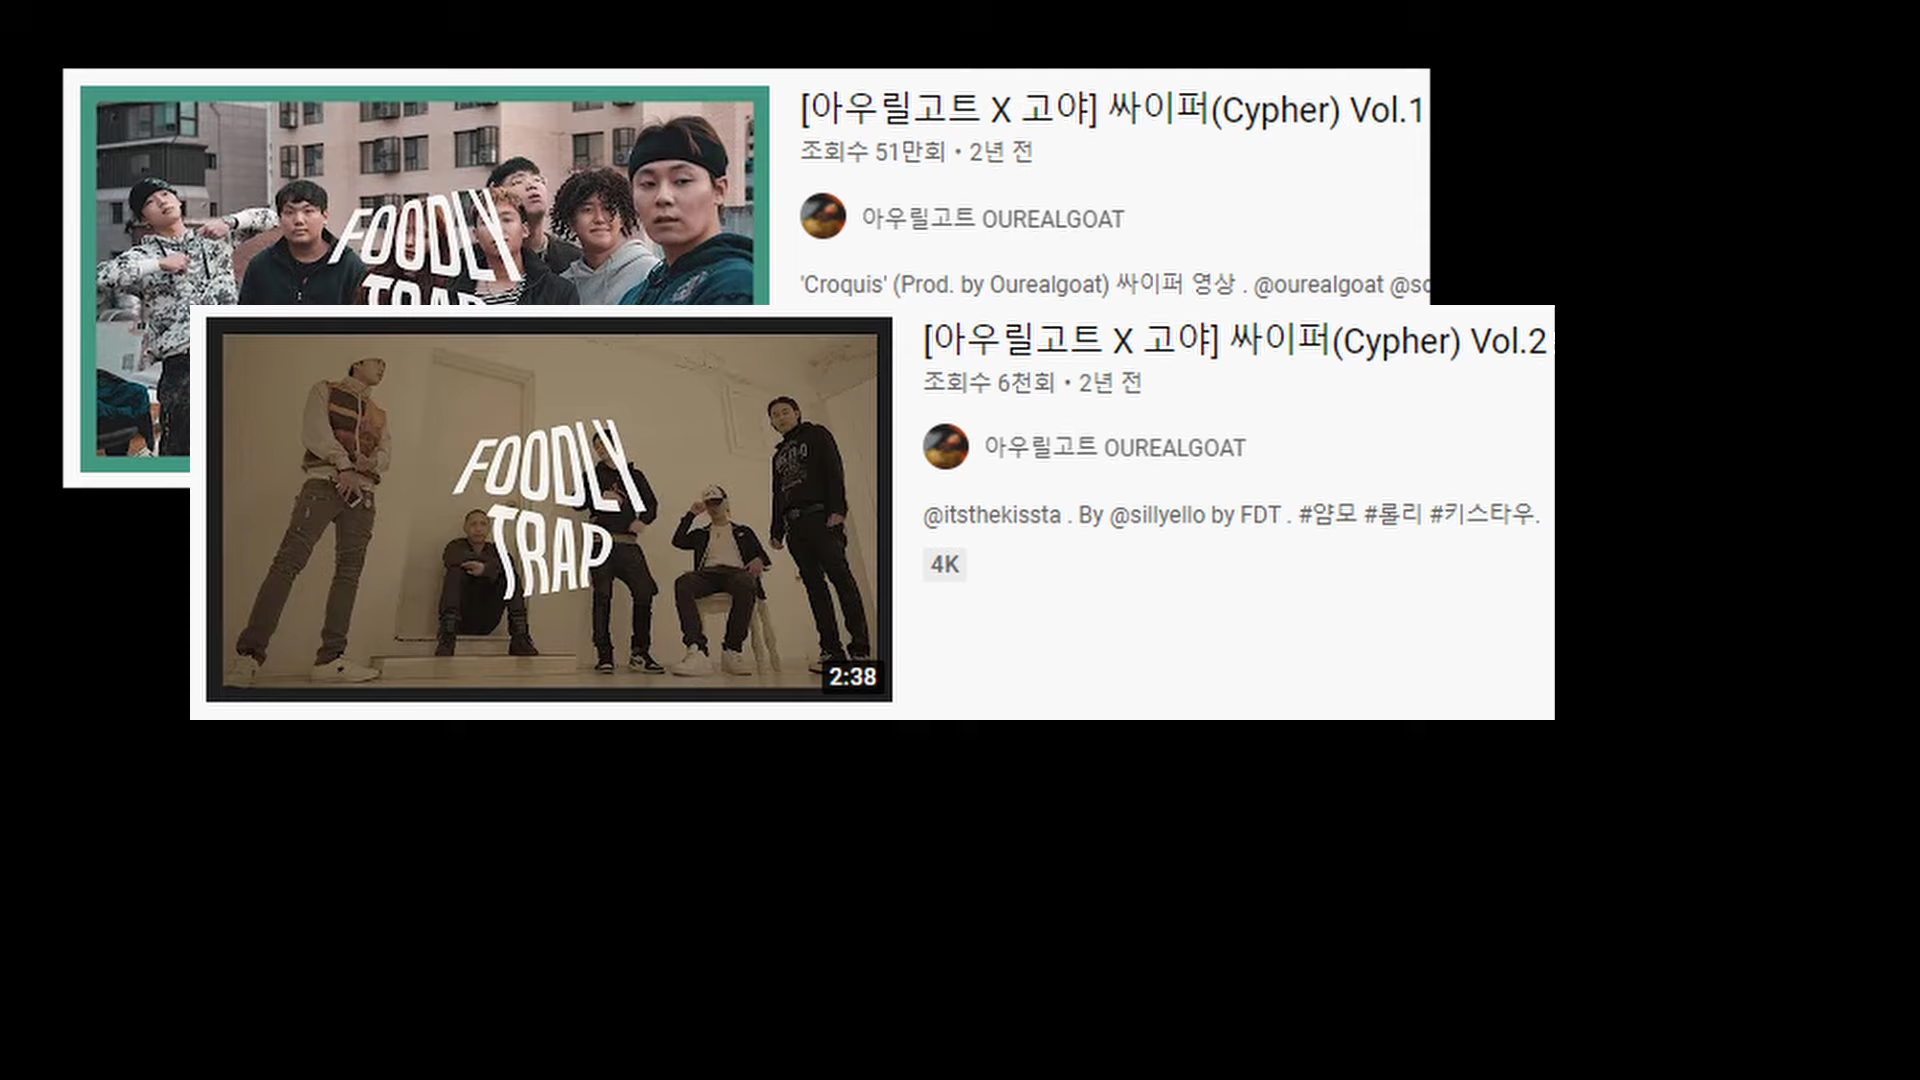 [아우릴고트 X 고야] 싸이퍼(Cypher) Vol.1
조회수 51만회 • 2년 전
아우릴고트 OUREALGOAT
'Croquis' (Prod. by Ourealgoat) 싸이퍼 영상 . @ourealgoat @sc
FOODLY
TRAP
[아우릴고트 X 고야] 싸이퍼(Cypher) Vol.2
조회수 6천회 • 2년 전
아우릴고트 OUREALGOAT
@itsthekissta . By @sillyello by FDT . #얌모 #롤리 #키스타우.
4K
FOODLY
TRAP
2:38